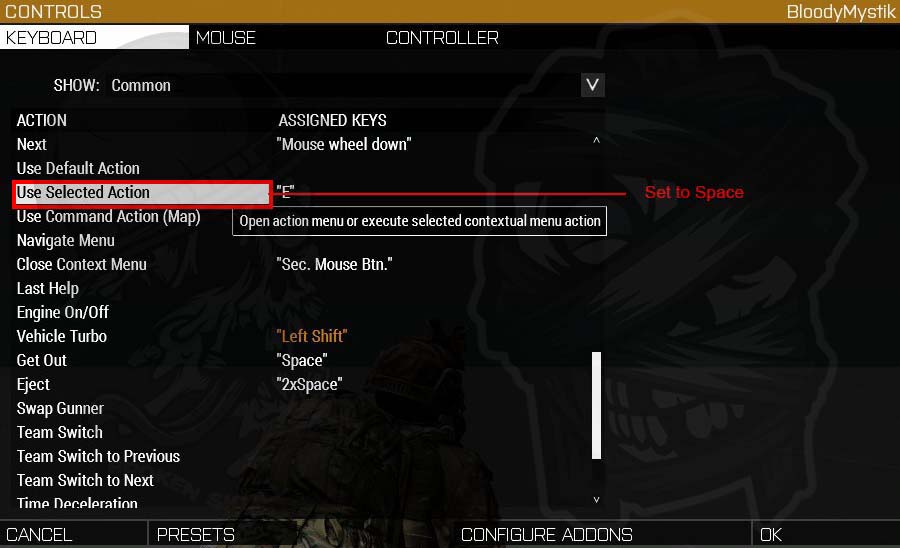 CONTROLS BloodyMystik
KEYBOARD MOUSE CONTROLLER
SHOW: Common V
ACTION ASSIGNED KEYS
Next "Mouse wheel down"
Use Default Action
Use Selected Action "E" Set to Space
Use Command Action (Map) Open action menu or execute selected contextual menu action
Navigate Menu
Close Context Menu "Sec. Mouse Btn."
Last Help
Engine On/Off
Vehicle Turbo "Left Shift"
Get Out "Space"
Eject "2xSpace"
Swap Gunner
Team Switch
Team Switch to Previous
Team Switch to Next
Time Deceleration
CANCEL PRESETS CONFIGURE ADDONS OK